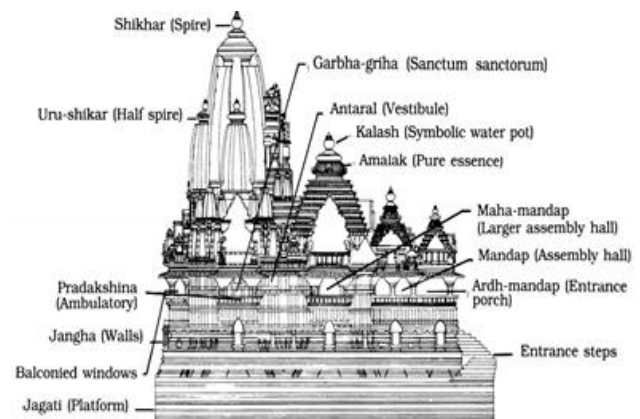 Shikhar (Spire)
Garbha-griha (Sanctum sanctorum)
Uru-shikar (Half spire)
Antaral (Vestibule)
Kalash (Symbolic water pot)
Amalak (Pure essence)
Maha-mandap
(Larger assembly hall)
Mandap (Assembly hall)
Pradakshina
(Ambulatory)
Ardh-mandap (Entrance
porch)
Jangha (Walls)
Entrance steps
Balconied windows
Jagati (Platform)